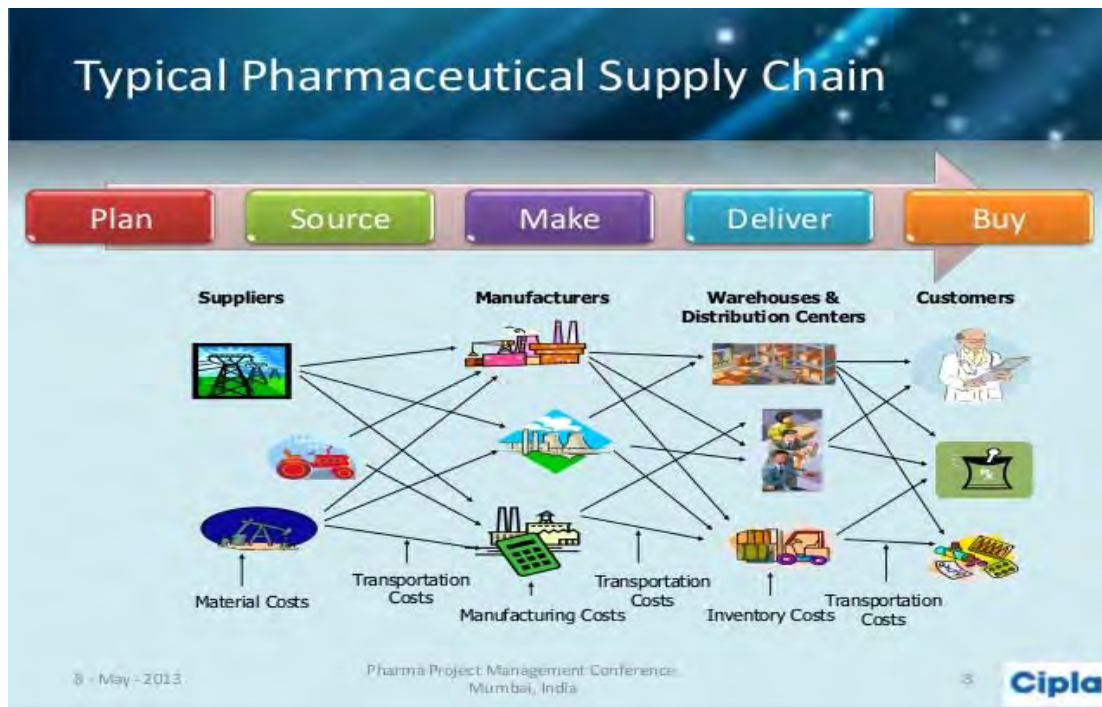 Typical Pharmaceutical Supply Chain
Plan
Source
Make
Deliver
Buy
Suppliers
Manufacturers
Warehouses &
Distribution Centers
Customers
Material Costs
Transportation
Costs
Manufacturing Costs
Transportation
Costs
Inventory Costs
Transportation
Costs
8 - May - 2013
Pharma Project Management Conference
Mumbai, India
8
Cipla